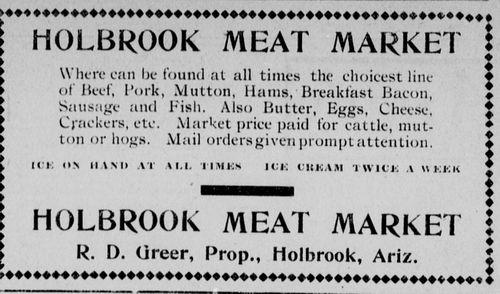 HOLBROOK MEAT MARKET
Where can be found at all times the choicest line
of Beef, Pork, Mutton, Hams, Breakfast Bacon,
Sausage and Fish. Also Butter, Eggs, Cheese,
Crackers, etc. Market price paid for cattle, mut-
ton or hogs. Mail orders given prompt attention.
ICE ON HAND AT ALL TIMES ICE CREAM TWICE A WEEK
HOLBROOK MEAT MARKET
R. D. Greer, Prop., Holbrook, Ariz.